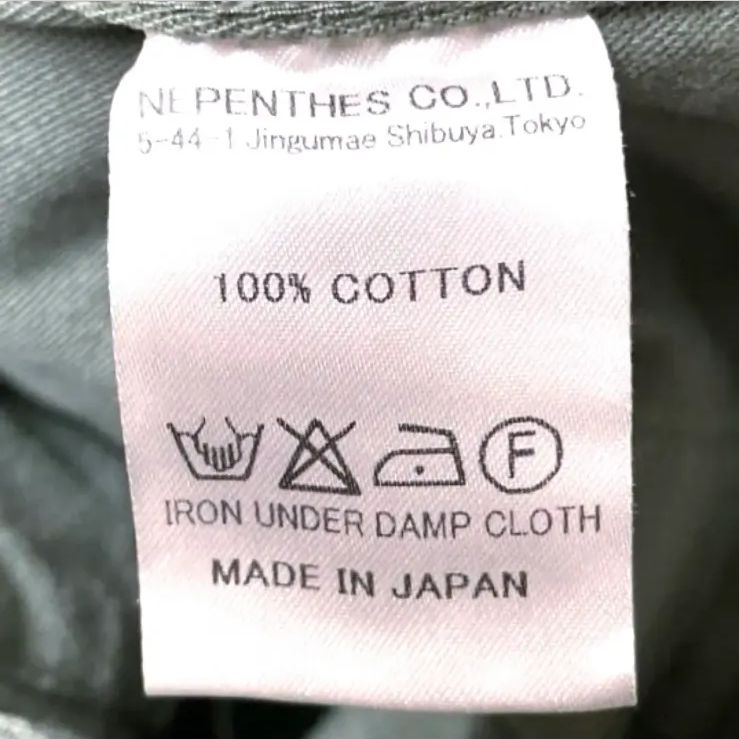 NEPENTHES CO.,LTD.
5-44-1 Jingumae Shibuya.Tokyo
100% COTTON
F
IRON UNDER DAMP CLOTH
MADE IN JAPAN